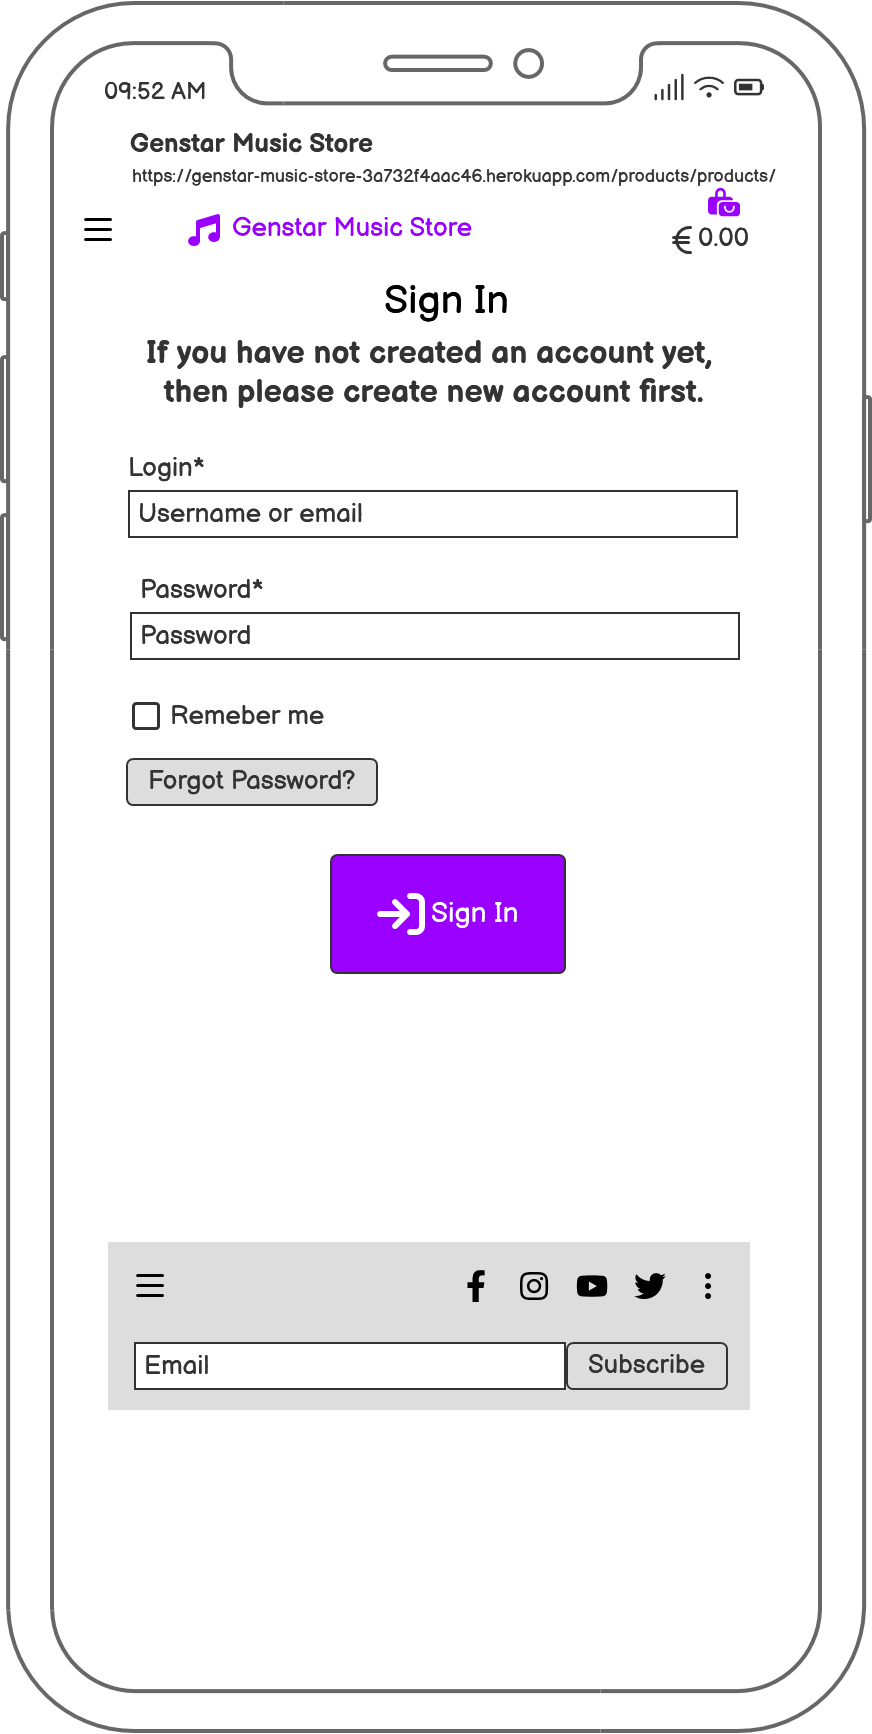 09:52 AM
Genstar Music Store
https://genstar-music-store-3a732f4aac46.herokuapp.com/products/products/
Genstar Music Store
€ 0.00
Sign In
If you have not created an account yet,
then please create new account first.
Login*
Username or email
Password*
Password
Remeber me
Forgot Password?
Sign In
Email
Subscribe